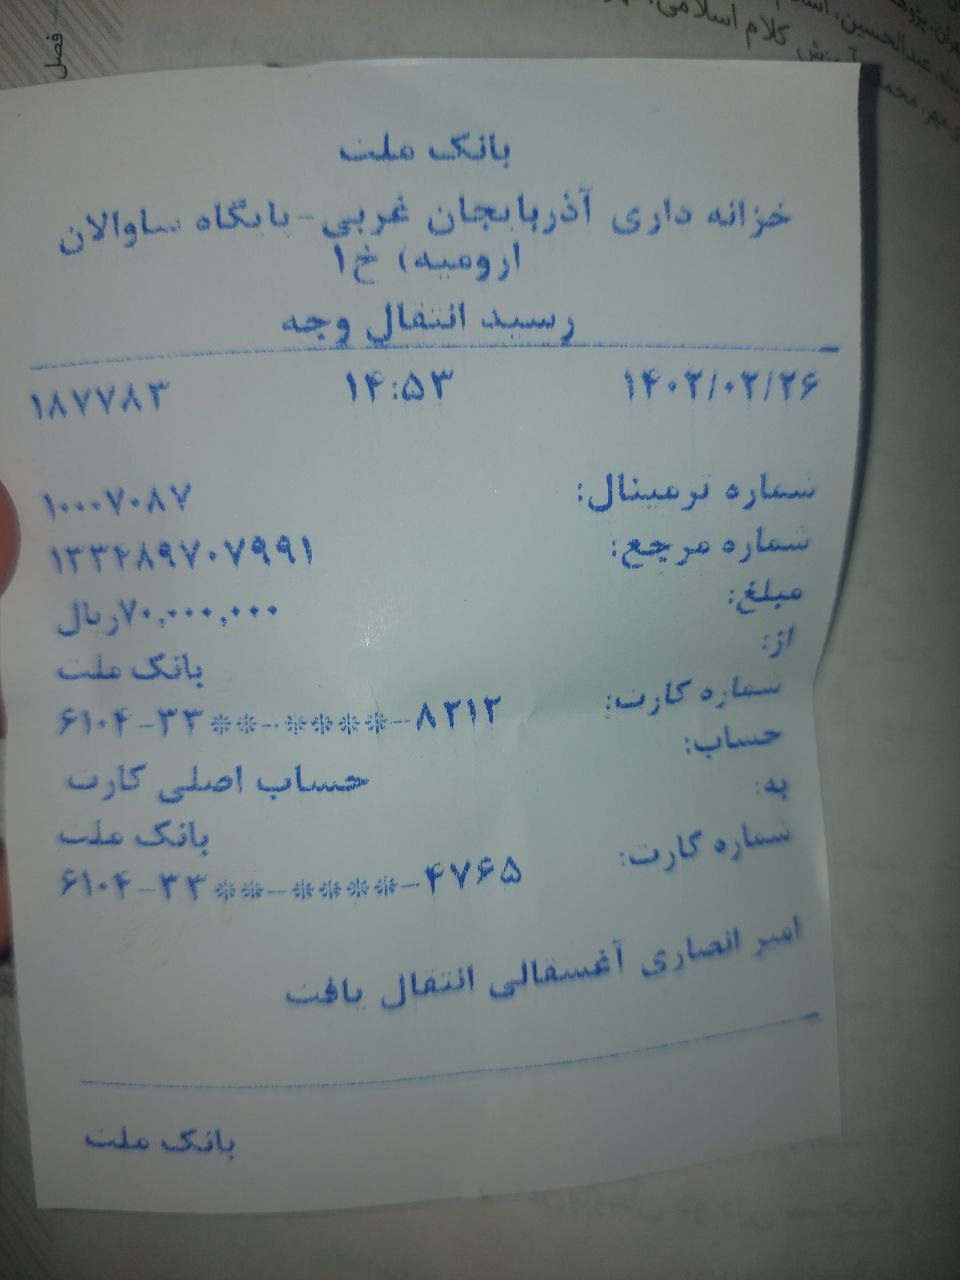 فصل
کلام اسلامی،
عبدالحسین،
بانک ملت
خزانه داری آذربایجان غربی-پایگاه ساوالان
ارومیه) خ۱
رسید انتقال وجه
۱۴۰۲/۰۲/۲۶ ۱۴:۵۳ ۱۸۷۷۸۳
شماره ترمینال: ۱۰۰۰۷۰۸۷
شماره مرجع: ۱۳۳۴۸۹۷۰۷۹۹۱
مبلغ: ۷۰,۰۰۰,۰۰۰ریال
از: بانک ملت
شماره کارت: ۶۱۰۴-۳۳**-****-۸۲۱۲
حساب: حساب اصلی کارت
به: بانک ملت
شماره کارت: ۶۱۰۴-۳۳**-****-۴۷۶۵
امیر انصاری آغسقالی انتقال یافت
بانک ملت